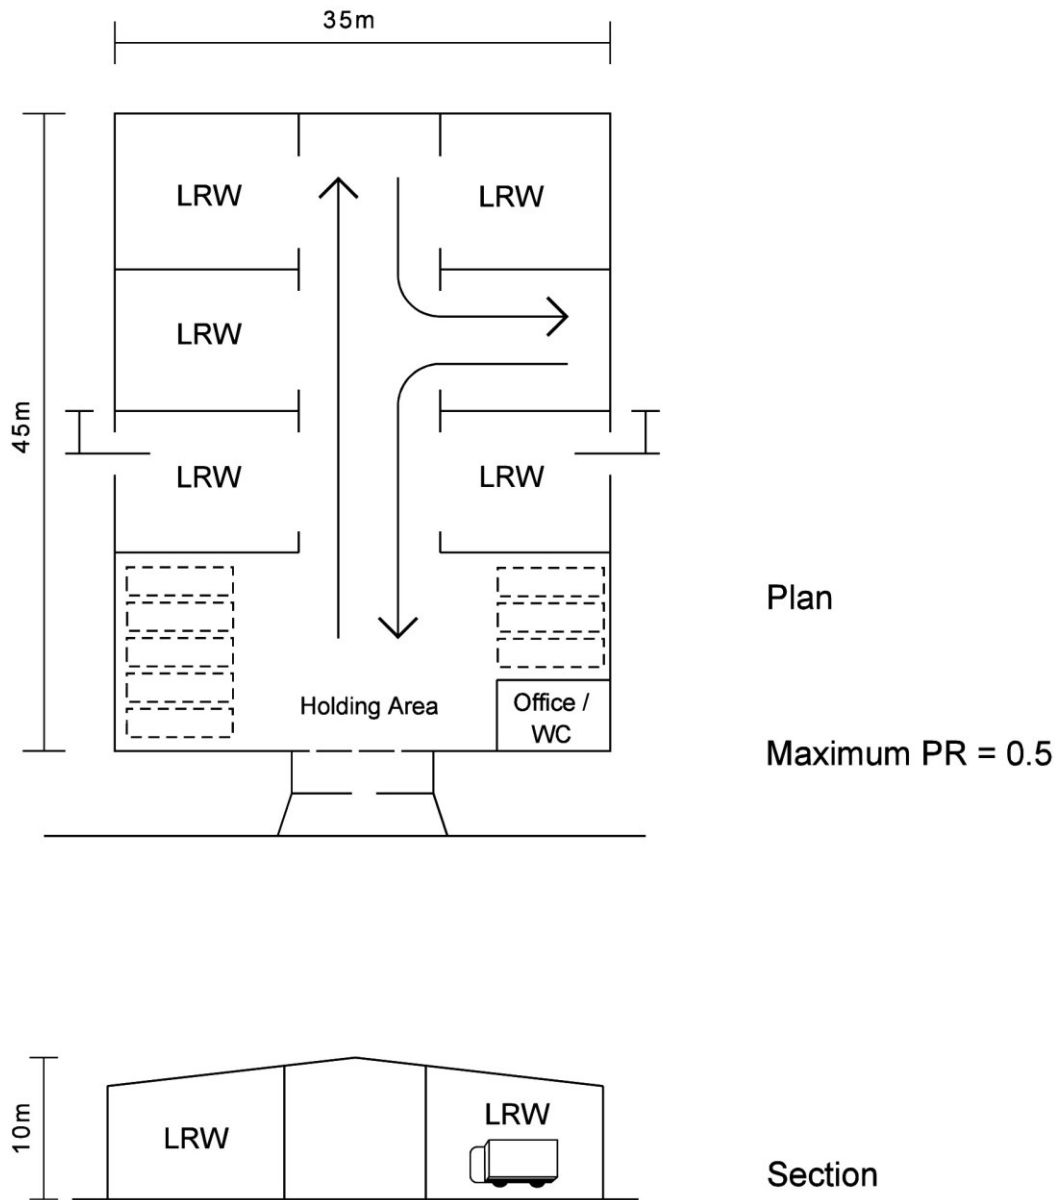 35m
LRW
LRW
LRW
45m
LRW
LRW
Plan
Holding Area
Office /
WC
Maximum PR = 0.5
10m
LRW
LRW
Section